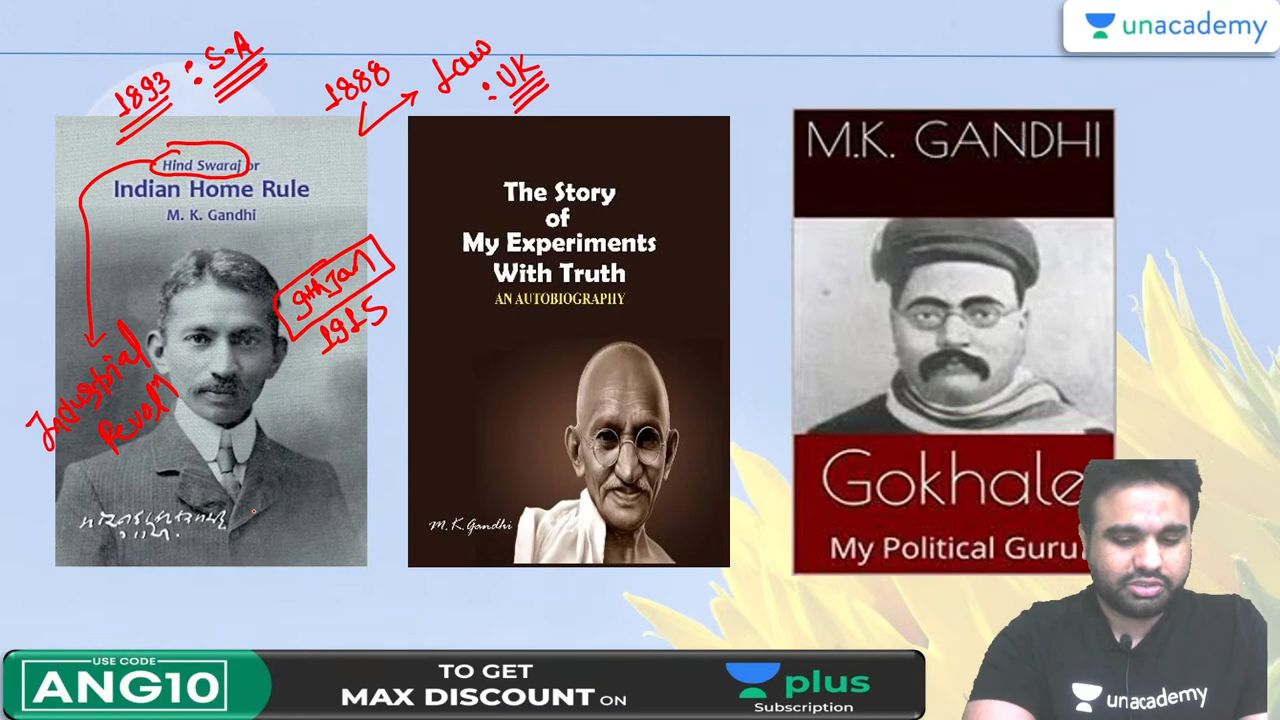 unacademy
1893 : S.A
1888
Law
: UK
Hind Swaraj or
Indian Home Rule
M. K. Gandhi
9th Jan
1915
Industrial
Revoln
The Story
of
My Experiments
With Truth
AN AUTOBIOGRAPHY
M. K. Gandhi
M.K. GANDHI
Gokhale
My Political Guru
USE CODE
ANG10
TO GET
MAX DISCOUNT ON
plus
Subscription
unacademy